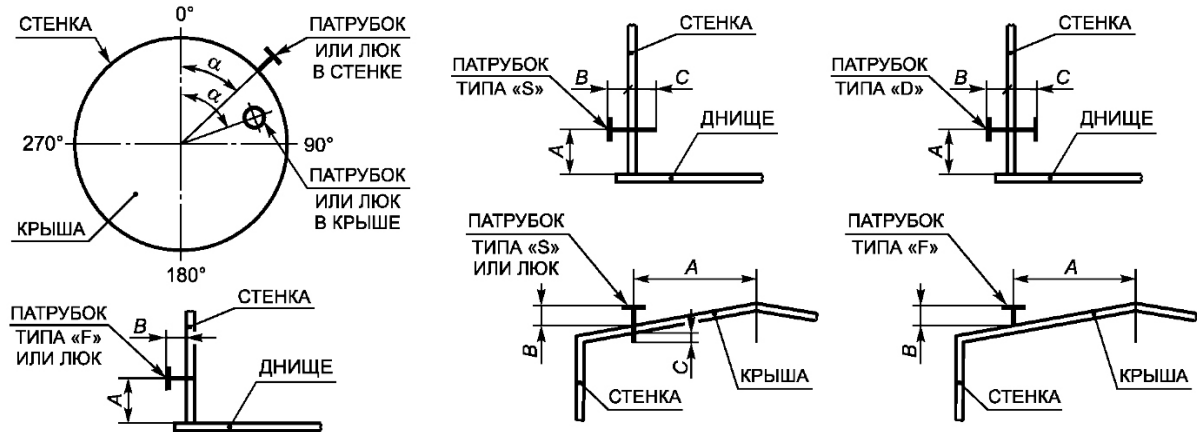 0°
СТЕНКА
ПАТРУБОК
ИЛИ ЛЮК
В СТЕНКЕ
α
α
270°
90°
ПАТРУБОК
ИЛИ ЛЮК
В КРЫШЕ
КРЫША
180°
СТЕНКА
ПАТРУБОК
ТИПА «F»
ИЛИ ЛЮК
B
A
ДНИЩЕ
СТЕНКА
ПАТРУБОК
ТИПА «S»
B
C
ДНИЩЕ
A
СТЕНКА
ПАТРУБОК
ТИПА «D»
B
C
ДНИЩЕ
A
ПАТРУБОК
ТИПА «S»
ИЛИ ЛЮК
A
B
C
КРЫША
СТЕНКА
ПАТРУБОК
ТИПА «F»
A
B
КРЫША
СТЕНКА